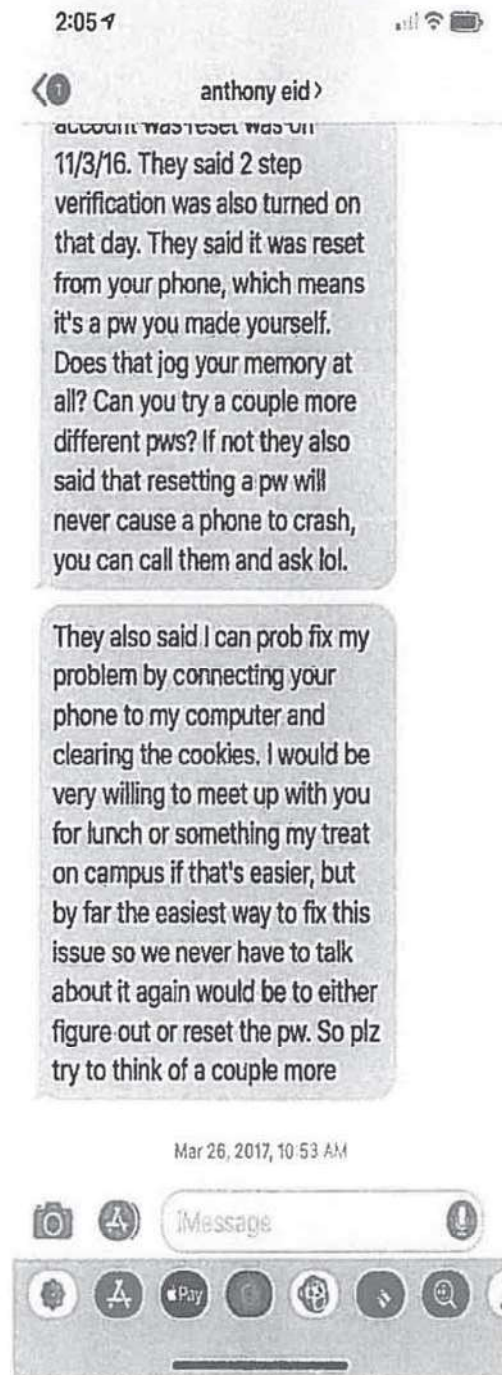 2:05
1
anthony eid >
account was reset was on
11/3/16. They said 2 step
verification was also turned on
that day. They said it was reset
from your phone, which means
it's a pw you made yourself.
Does that jog your memory at
all? Can you try a couple more
different pws? If not they also
said that resetting a pw will
never cause a phone to crash,
you can call them and ask lol.
They also said I can prob fix my
problem by connecting your
phone to my computer and
clearing the cookies. I would be
very willing to meet up with you
for lunch or something my treat
on campus if that's easier, but
by far the easiest way to fix this
issue so we never have to talk
about it again would be to either
figure out or reset the pw. So plz
try to think of a couple more
Mar 26, 2017, 10:53 AM
iMessage
Pay